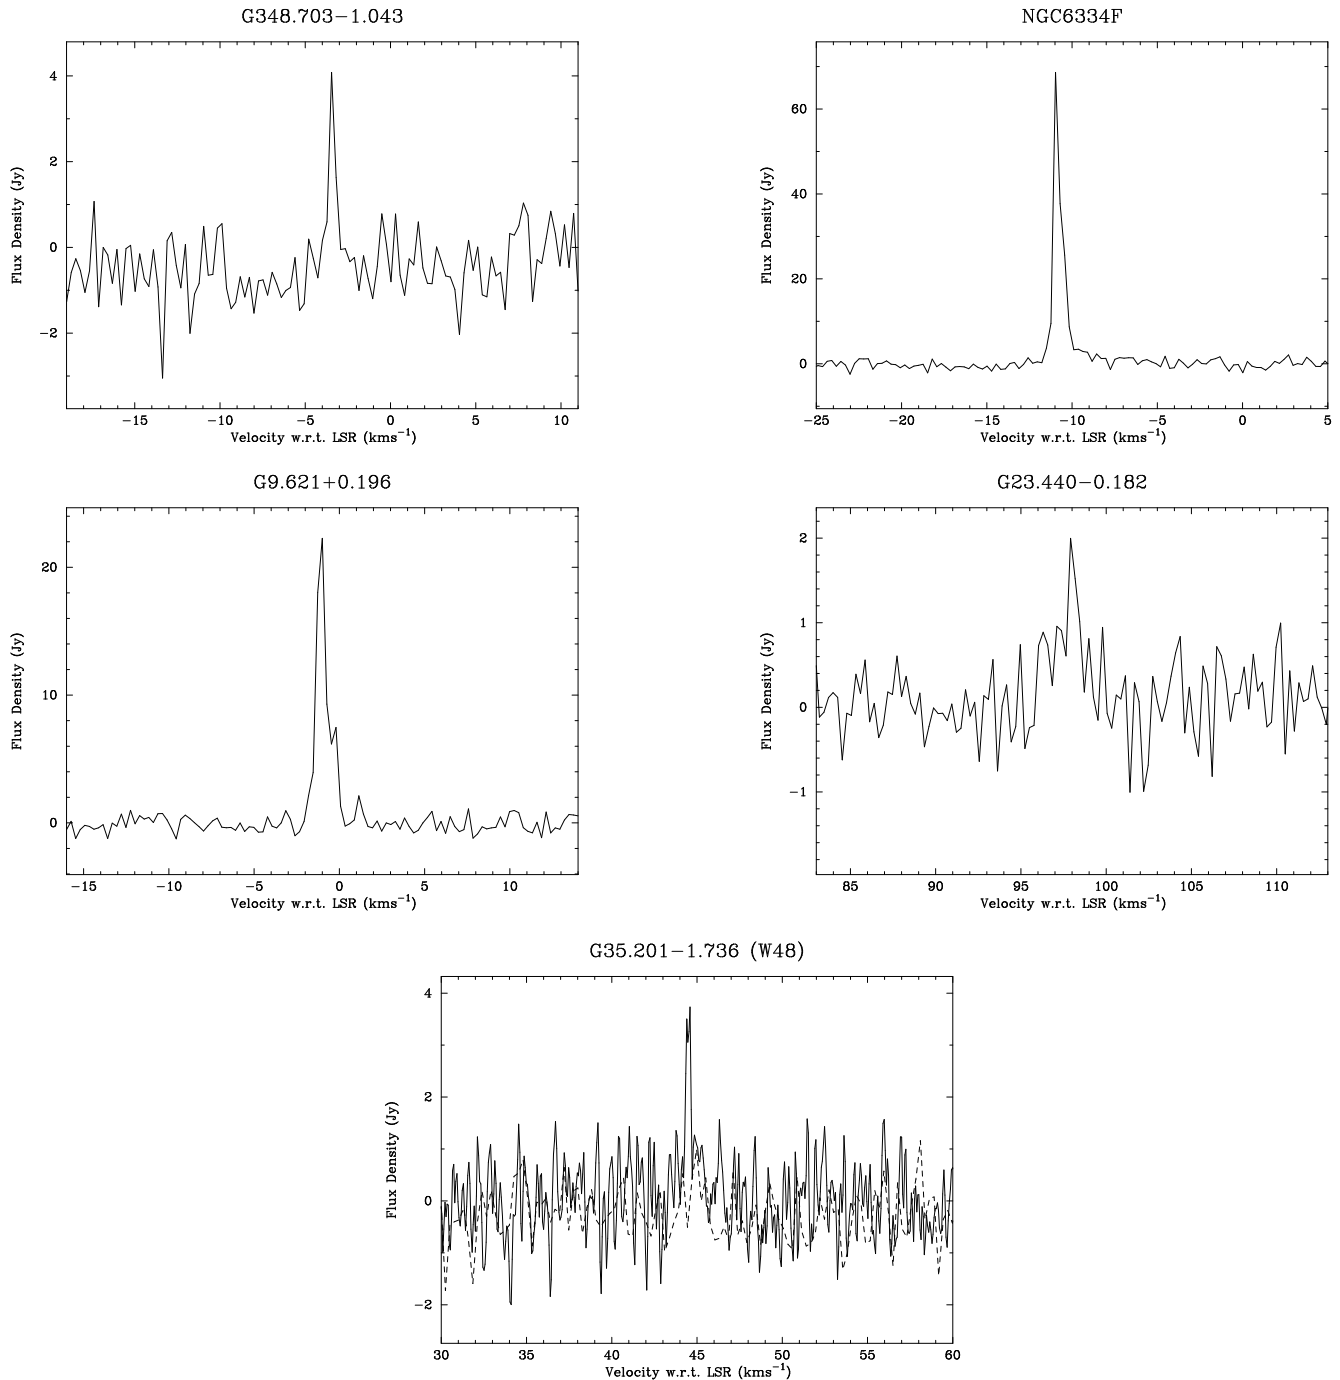 G348.703−1.043
NGC6334F
4
2
0
−2
Flux Density (Jy)
−15 −10 −5 0 5 10
Velocity w.r.t. LSR (kms⁻¹)
60
40
20
0
Flux Density (Jy)
−25 −20 −15 −10 −5 0 5
Velocity w.r.t. LSR (kms⁻¹)
G9.621+0.196
G23.440−0.182
20
10
0
Flux Density (Jy)
−15 −10 −5 0 5 10
Velocity w.r.t. LSR (kms⁻¹)
2
1
0
−1
Flux Density (Jy)
85 90 95 100 105 110
Velocity w.r.t. LSR (kms⁻¹)
G35.201−1.736 (W48)
4
2
0
−2
Flux Density (Jy)
30 35 40 45 50 55 60
Velocity w.r.t. LSR (kms⁻¹)